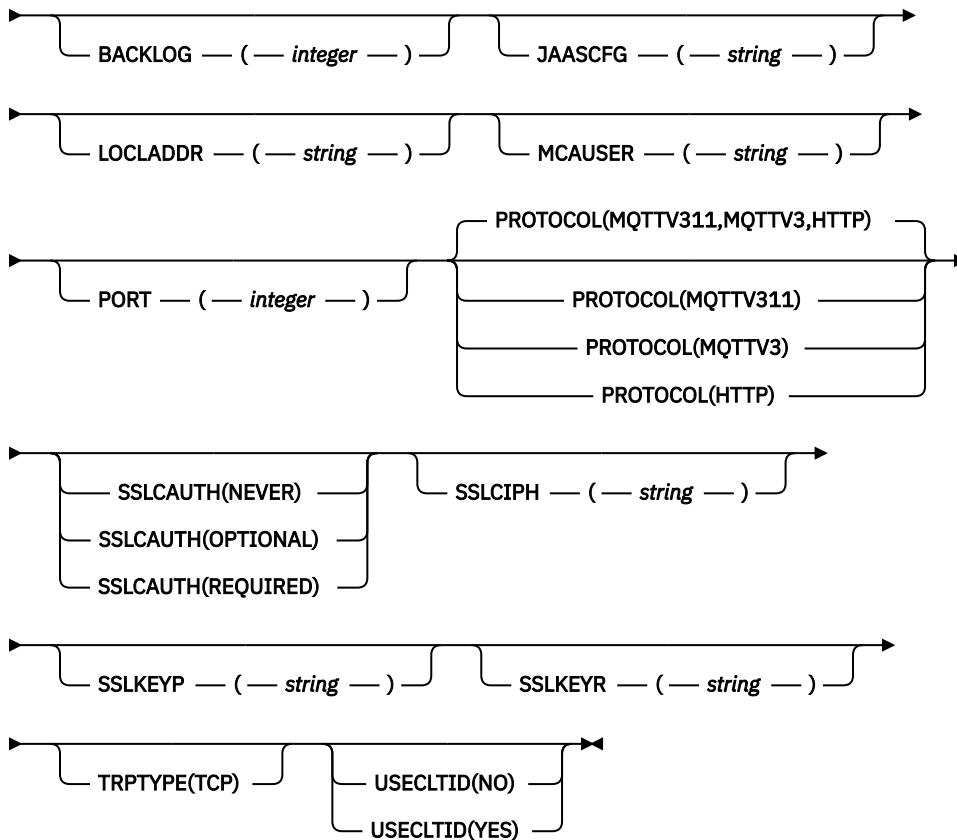 BACKLOG ( integer ) JAASCFG ( string )
LOCLADDR ( string ) MCAUSER ( string )
PROTOCOL(MQTTV311,MQTTV3,HTTP)
PORT ( integer ) PROTOCOL(MQTTV311)
PROTOCOL(MQTTV3)
PROTOCOL(HTTP)
SSLCAUTH(NEVER) SSLCIPH ( string )
SSLCAUTH(OPTIONAL)
SSLCAUTH(REQUIRED)
SSLKEYP ( string ) SSLKEYR ( string )
TRPTYPE(TCP) USECLTID(NO)
USECLTID(YES)